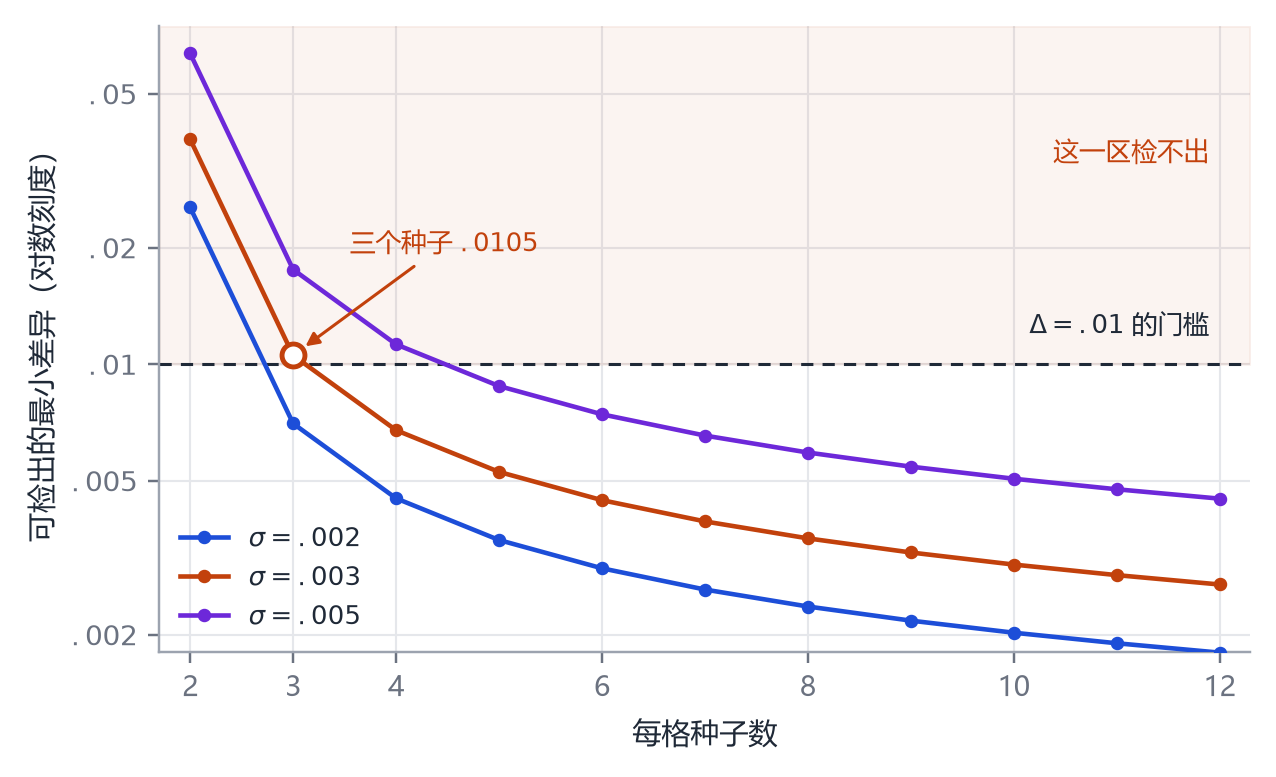 可检出的最小差异（对数刻度）
.05
.02
.01
.005
.002
这一区检不出
三个种子 .0105
Δ = .01 的门槛
σ = .002
σ = .003
σ = .005
2 3 4 6 8 10 12
每格种子数